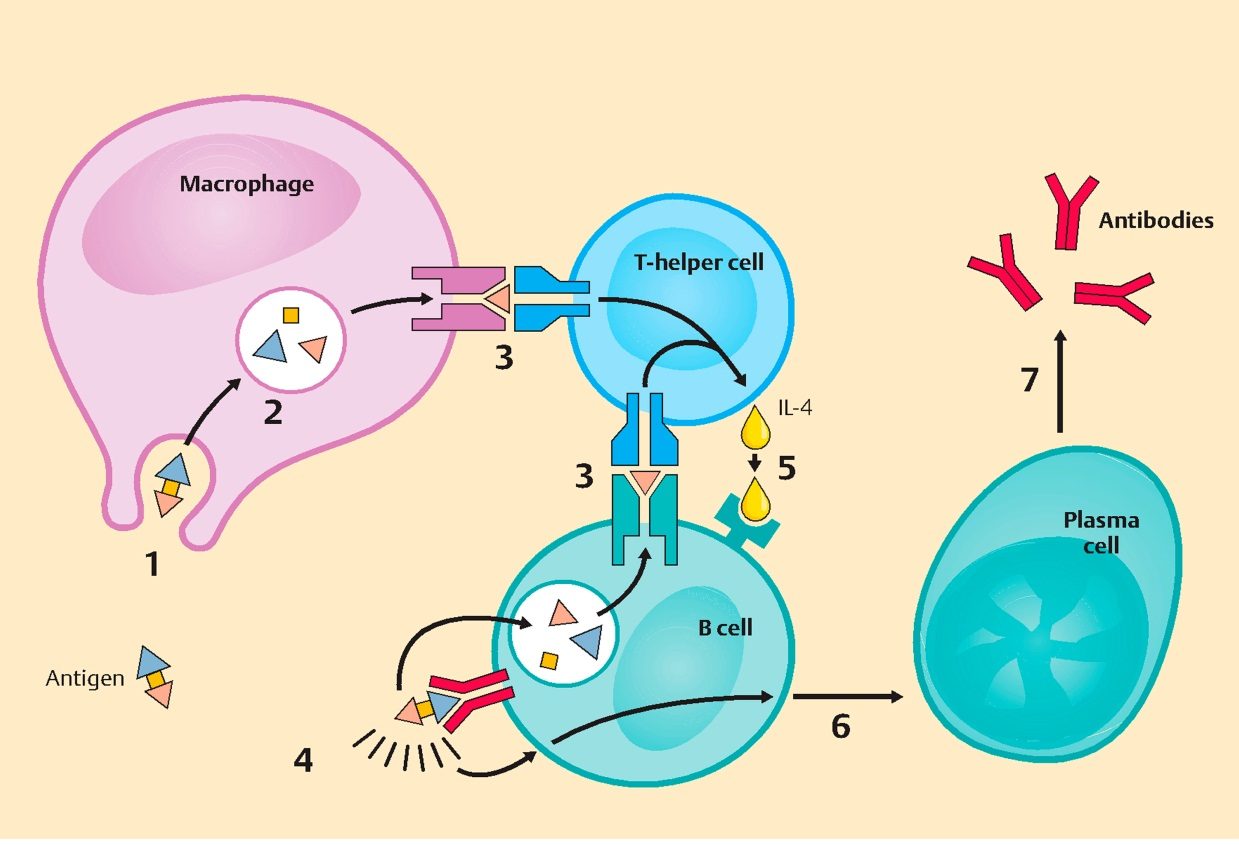 Macrophage
T-helper cell
Antibodies
3
7
2
IL-4
3
5
Plasma
cell
1
B cell
Antigen
6
4